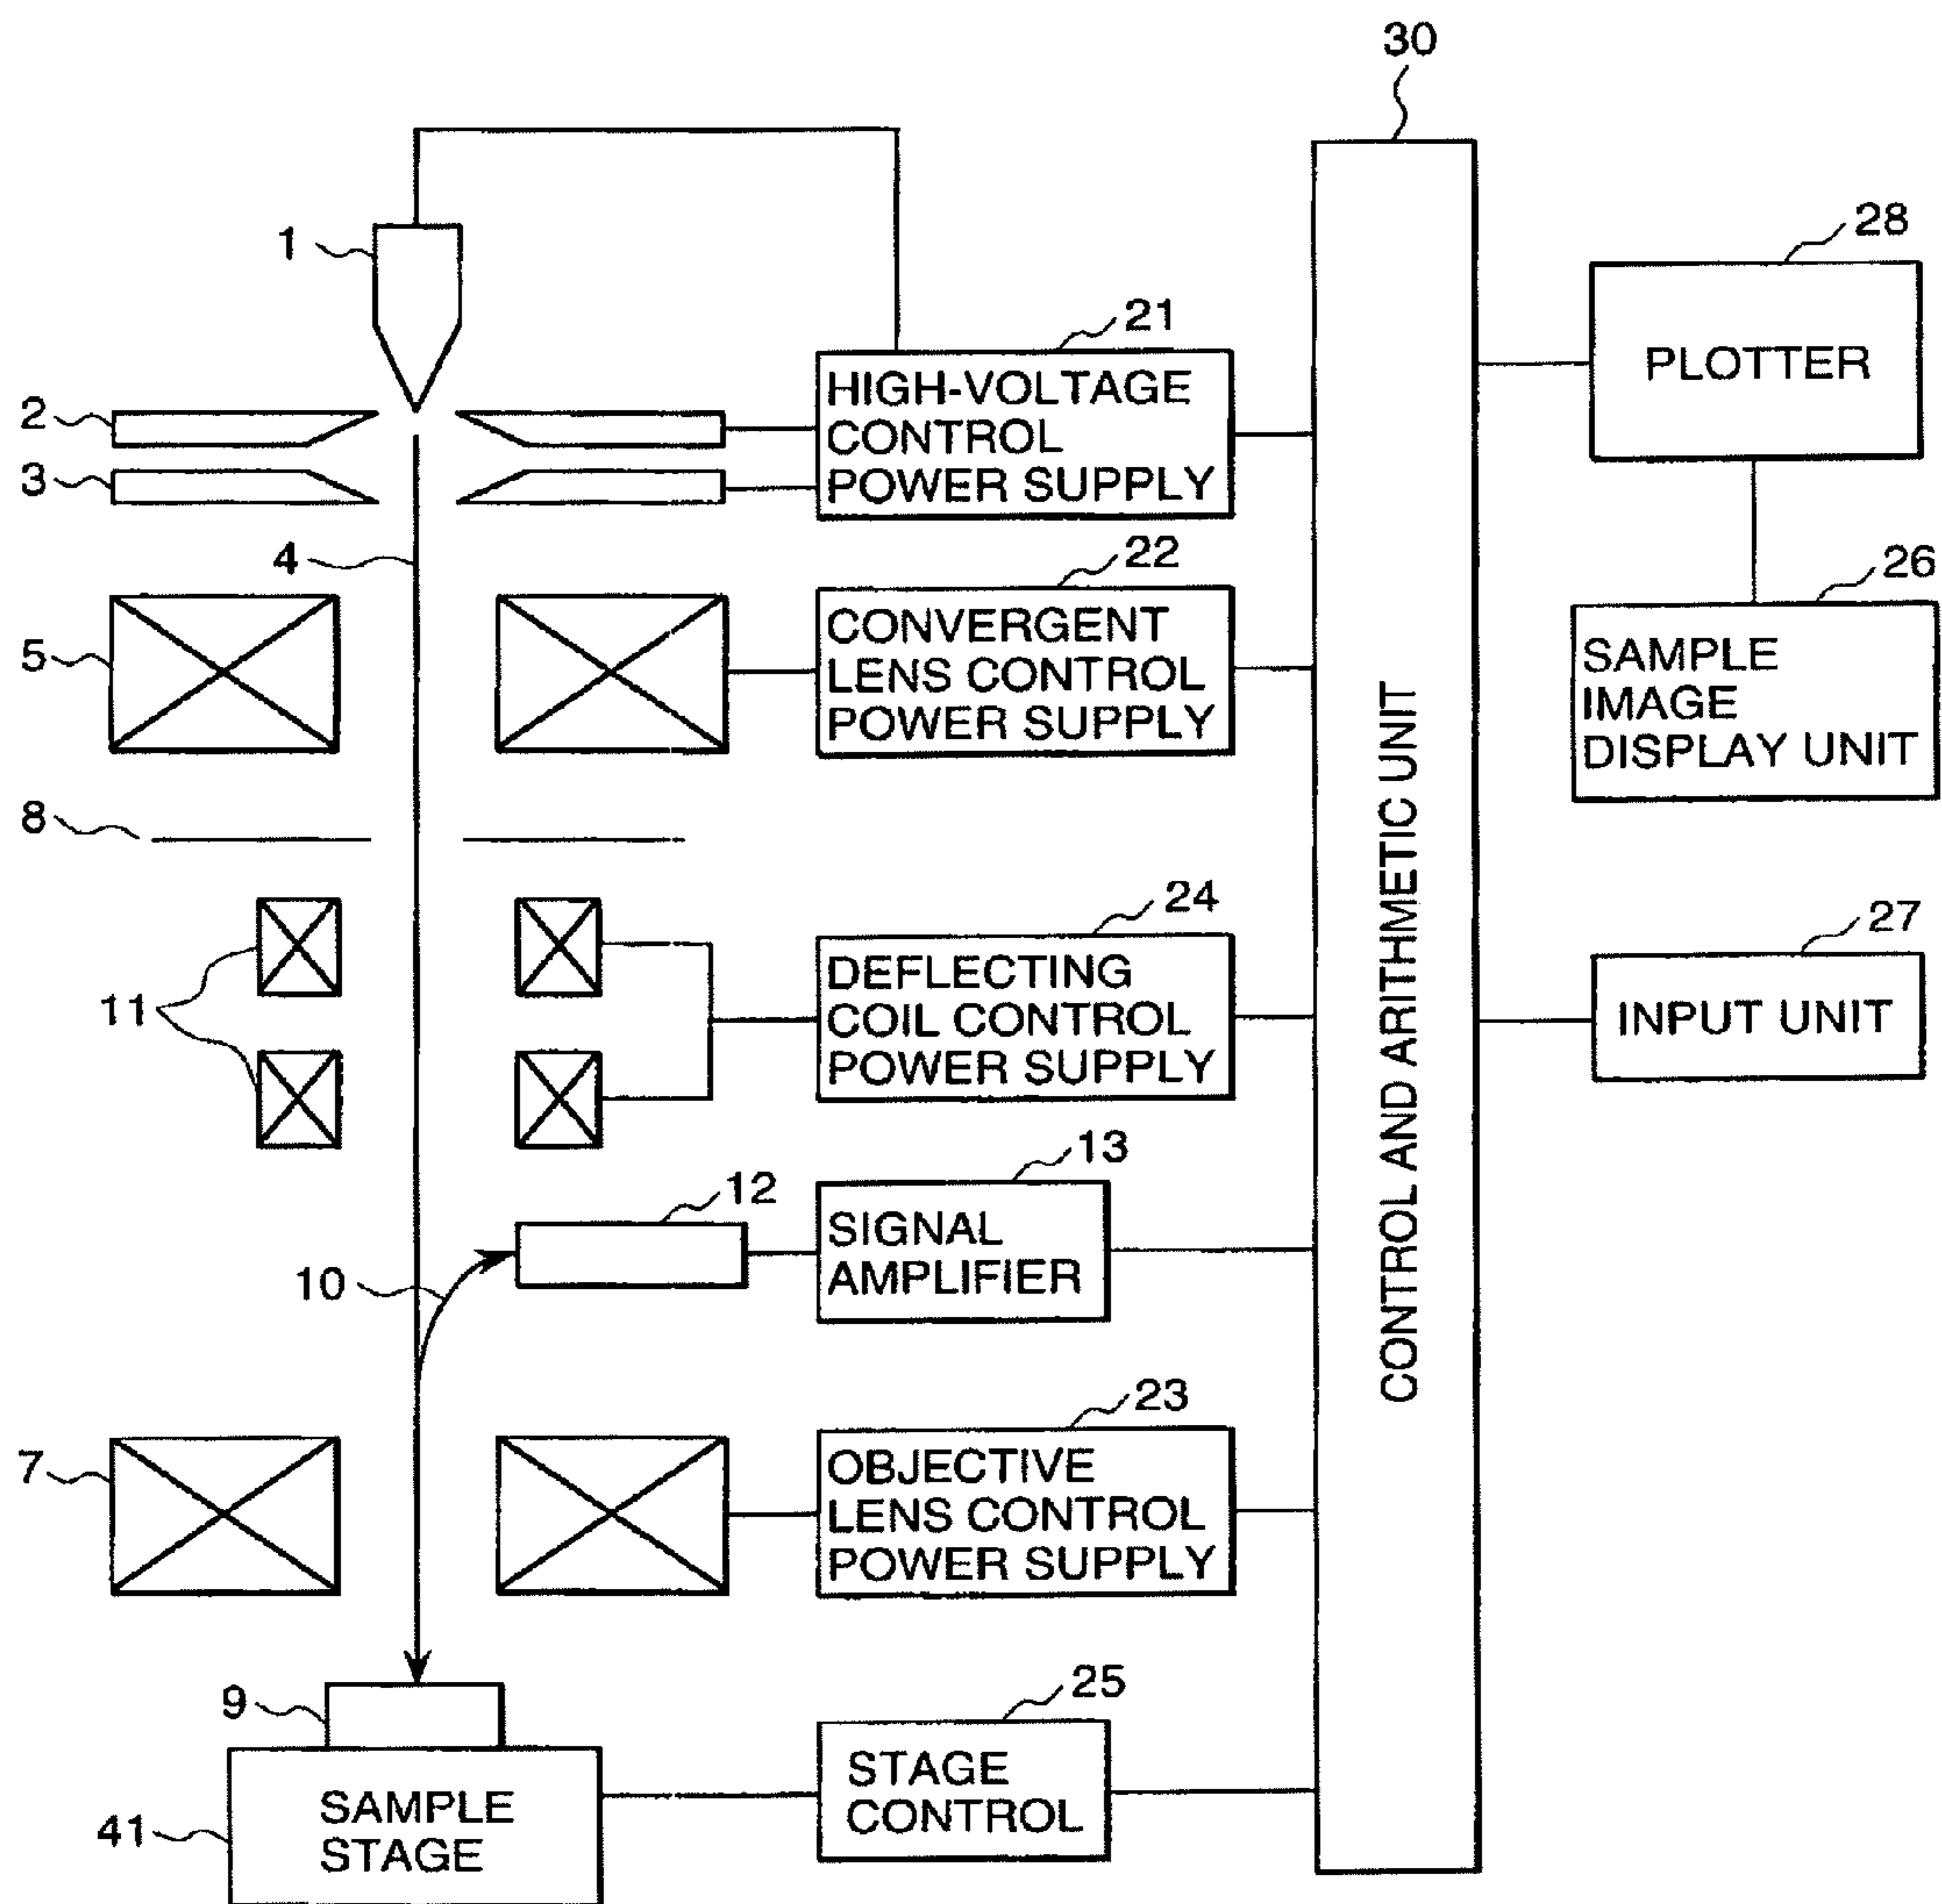 30
28
1
21
HIGH-VOLTAGE
CONTROL
POWER SUPPLY
PLOTTER
2
3
4
22
26
CONVERGENT
LENS CONTROL
POWER SUPPLY
5
SAMPLE
IMAGE
DISPLAY UNIT
8
CONTROL AND ARITHMETIC UNIT
24
27
DEFLECTING
COIL CONTROL
POWER SUPPLY
11
INPUT UNIT
13
12
SIGNAL
AMPLIFIER
10
23
7
OBJECTIVE
LENS CONTROL
POWER SUPPLY
9
25
STAGE
CONTROL
SAMPLE
STAGE
41